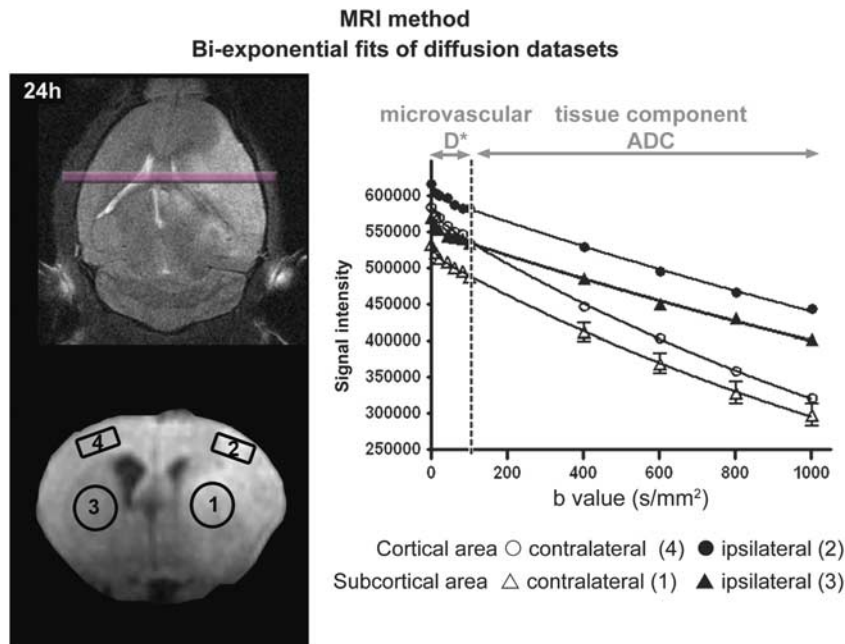 MRI method
Bi-exponential fits of diffusion datasets
24h
4
2
3
1
microvascular tissue component
D* ADC
Signal intensity
600000
550000
500000
450000
400000
350000
300000
250000
0 200 400 600 800 1000
b value (s/mm²)
Cortical area ○ contralateral (4) ● ipsilateral (2)
Subcortical area △ contralateral (1) ▲ ipsilateral (3)